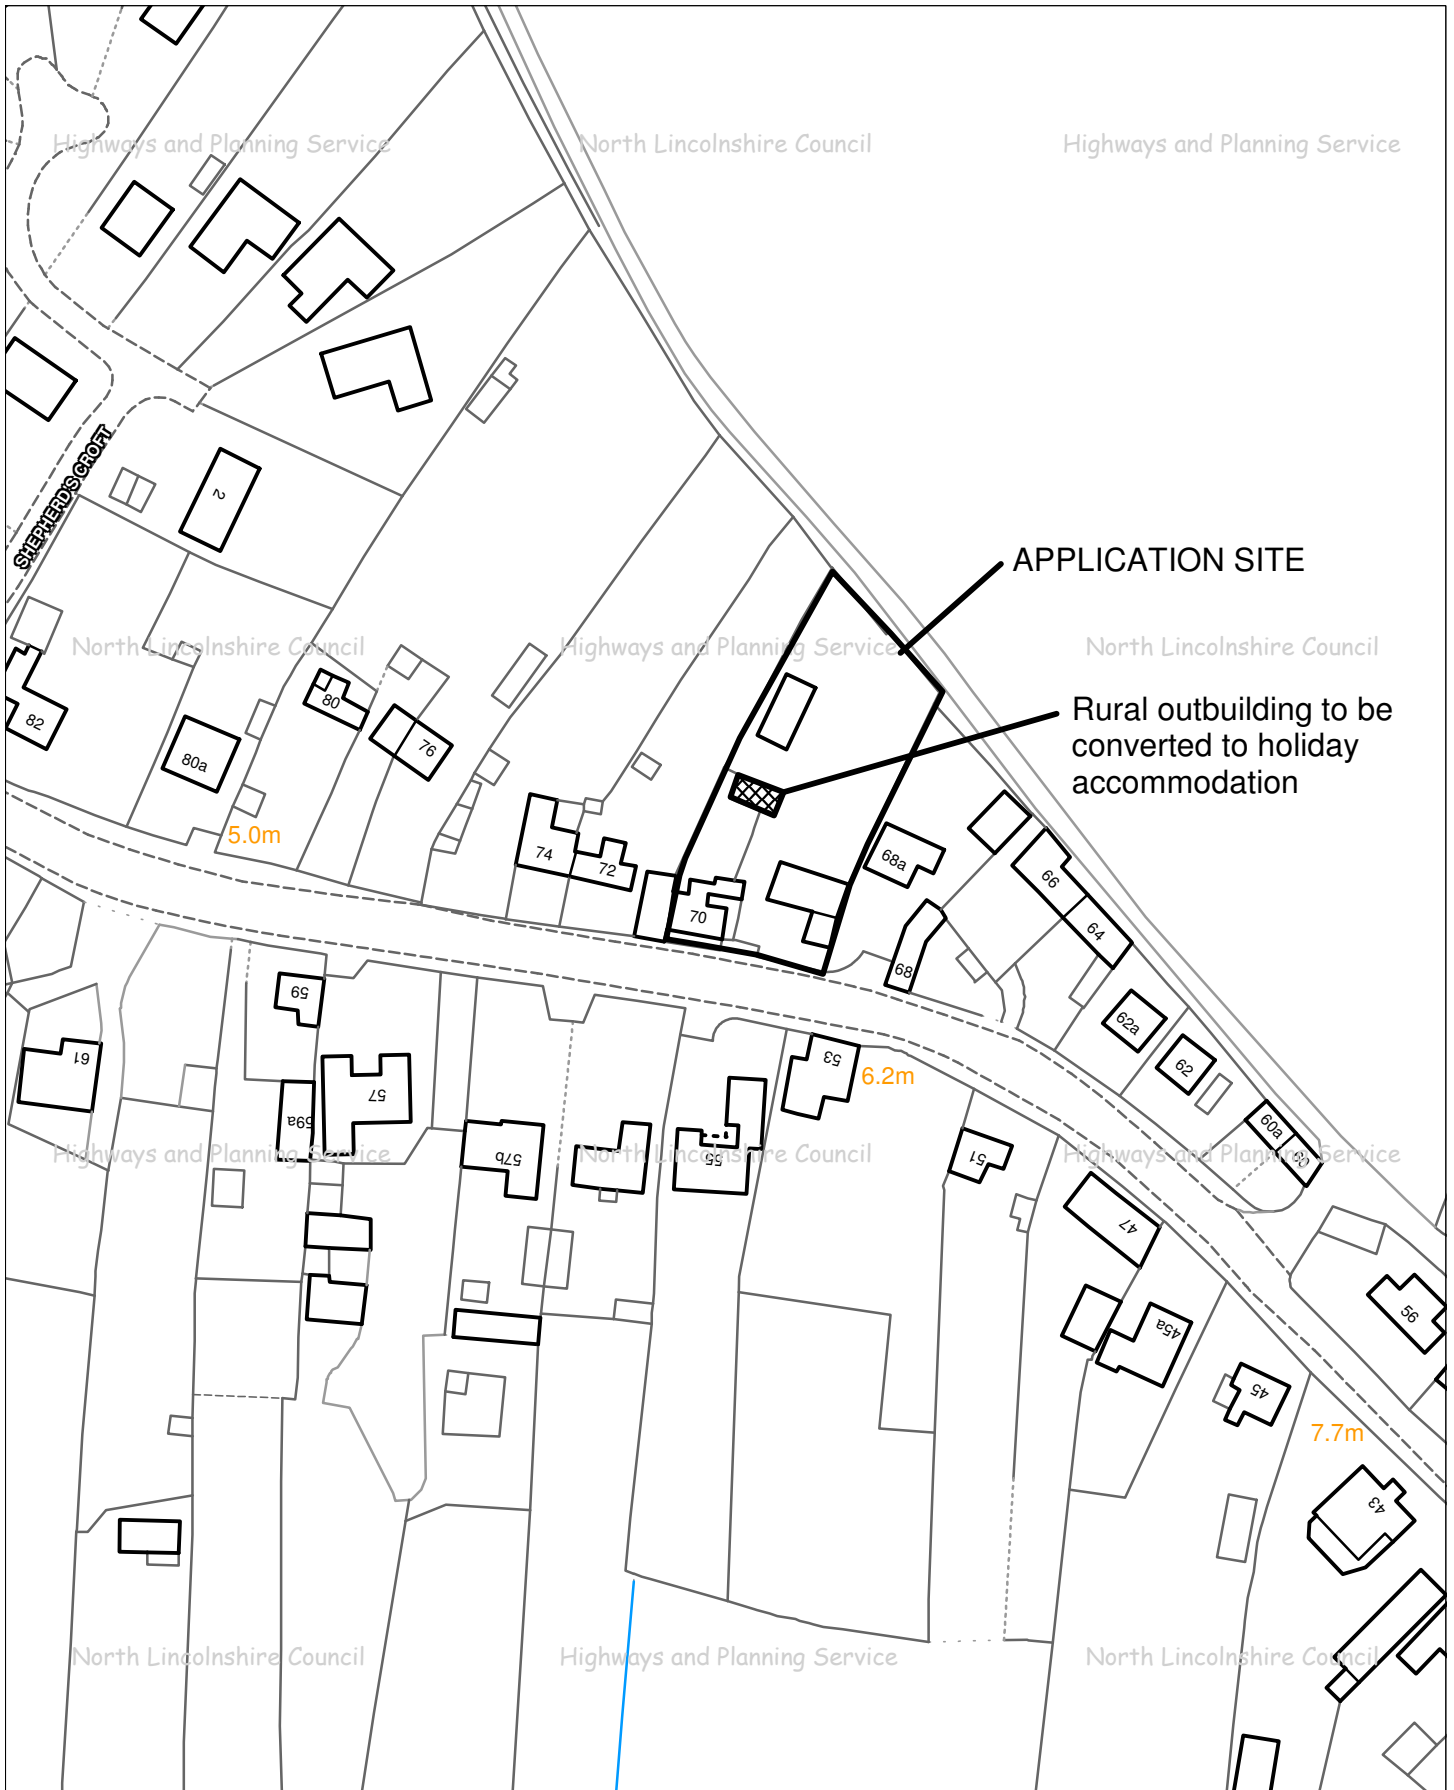 Highways and Planning Service
North Lincolnshire Council
Highways and Planning Service
SHEPHERD'S CROFT
2
APPLICATION SITE
North Lincolnshire Council
Highways and Planning Service
North Lincolnshire Council
Rural outbuilding to be
converted to holiday
accommodation
82
80a
80
76
5.0m
74
72
70
68a
68
66
64
62a
62
60a
60
61
59
59a
57
57b
55
53
6.2m
51
Highways and Planning Service
North Lincolnshire Council
Highways and Planning Service
47
45a
45
95
7.7m
43
North Lincolnshire Council
Highways and Planning Service
North Lincolnshire Council